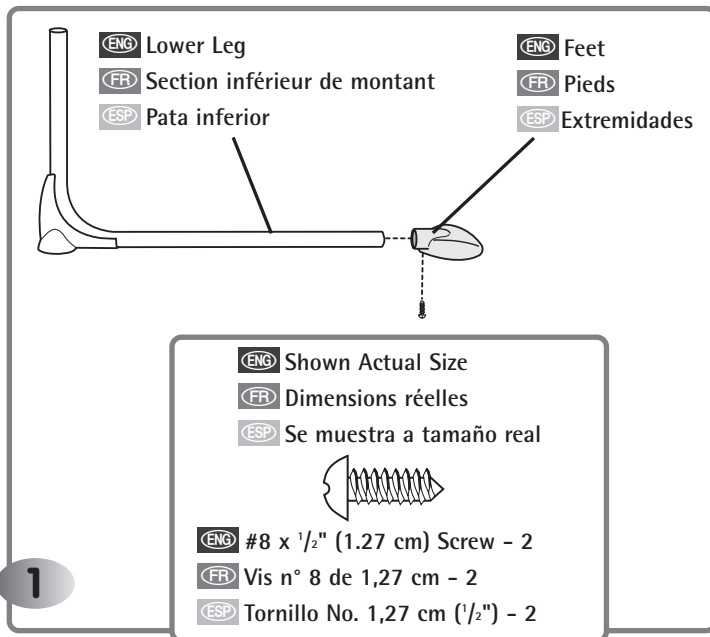 ENG Lower Leg
FR Section inférieur de montant
ESP Pata inferior
ENG Feet
FR Pieds
ESP Extremidades
ENG Shown Actual Size
FR Dimensions réelles
ESP Se muestra a tamaño real
ENG #8 x 1/2" (1.27 cm) Screw - 2
FR Vis n° 8 de 1,27 cm - 2
ESP Tornillo No. 1,27 cm (1/2") - 2
1